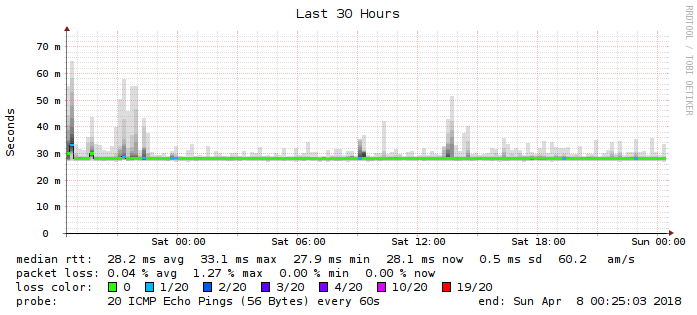 Last 30 Hours
RRDTOOL / TOBI OETIKER
Seconds
70 m
60 m
50 m
40 m
30 m
20 m
10 m
0
Sat 00:00 Sat 06:00 Sat 12:00 Sat 18:00 Sun 00:00
median rtt: 28.2 ms avg 33.1 ms max 27.9 ms min 28.1 ms now 0.5 ms sd 60.2 am/s
packet loss: 0.04 % avg 1.27 % max 0.00 % min 0.00 % now
loss color: 0 1/20 2/20 3/20 4/20 10/20 19/20
probe: 20 ICMP Echo Pings (56 Bytes) every 60s end: Sun Apr 8 00:25:03 2018